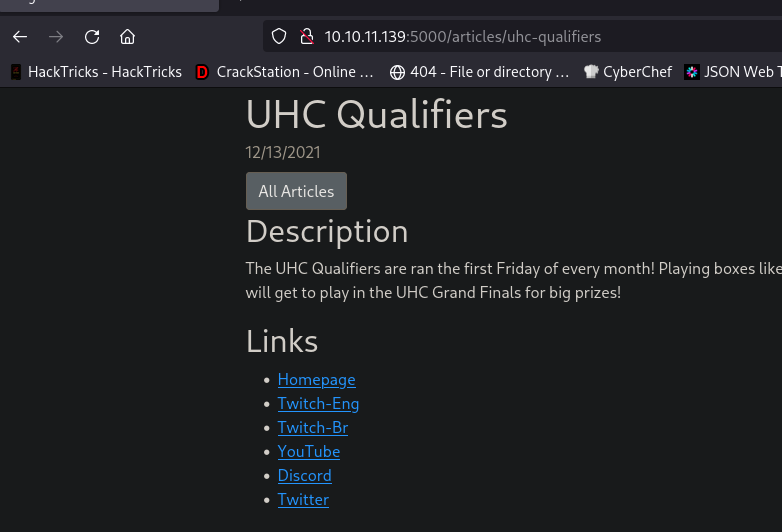 10.10.11.139:5000/articles/uhc-qualifiers
HackTricks - HackTricks CrackStation - Online … 404 - File or directory … CyberChef JSON Web
UHC Qualifiers
12/13/2021
All Articles
Description
The UHC Qualifiers are ran the first Friday of every month! Playing boxes like
will get to play in the UHC Grand Finals for big prizes!
Links
• Homepage
• Twitch-Eng
• Twitch-Br
• YouTube
• Discord
• Twitter